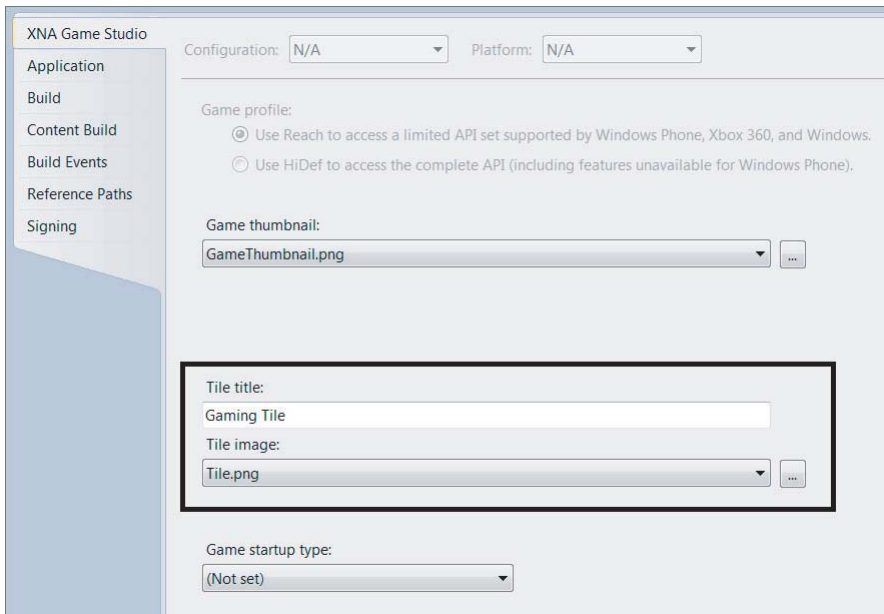 XNA Game Studio
Application
Build
Content Build
Build Events
Reference Paths
Signing
Configuration: N/A Platform: N/A
Game profile:
Use Reach to access a limited API set supported by Windows Phone, Xbox 360, and Windows.
Use HiDef to access the complete API (including features unavailable for Windows Phone).
Game thumbnail:
GameThumbnail.png ...
Tile title:
Gaming Tile
Tile image:
Tile.png ...
Game startup type:
(Not set)